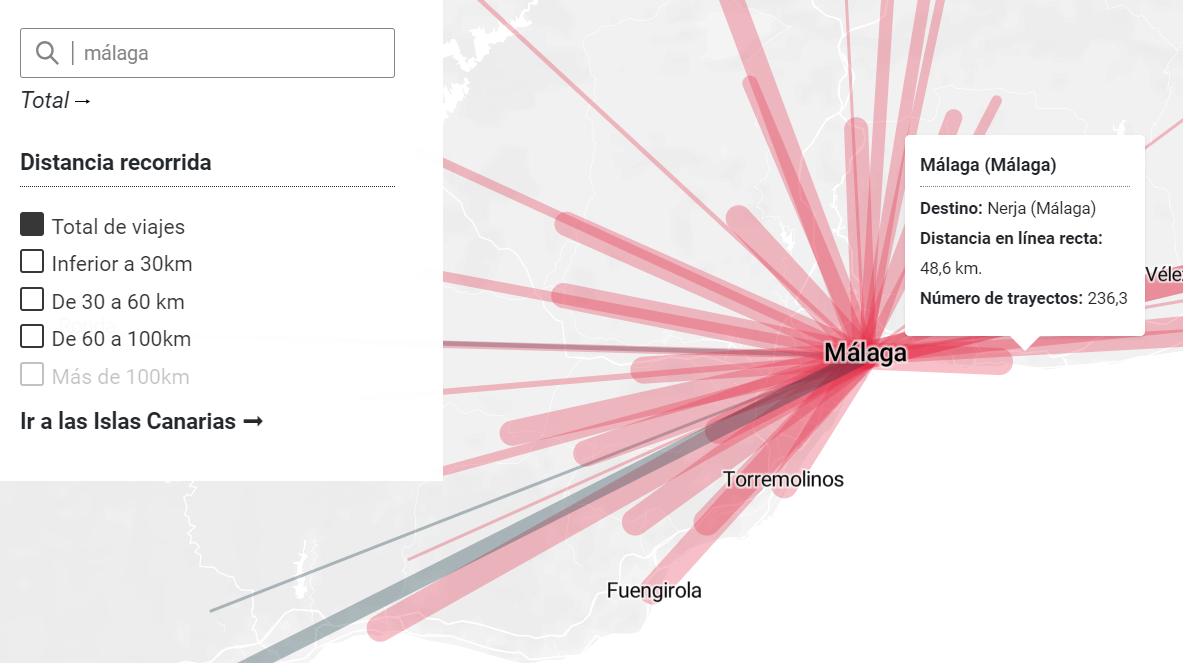 málaga
Total →
Distancia recorrida
Total de viajes
Inferior a 30km
De 30 a 60 km
De 60 a 100km
Más de 100km
Ir a las Islas Canarias →
Málaga (Málaga)
Destino: Nerja (Málaga)
Distancia en línea recta:
48,6 km.
Número de trayectos: 236,3
Véle
Málaga
Torremolinos
Fuengirola